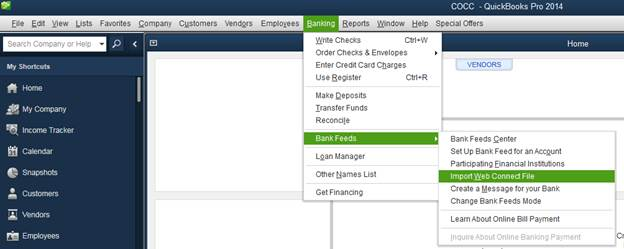 COCC - QuickBooks Pro 2014
File Edit View Lists Favorites Company Customers Vendors Employees Banking Reports Window Help Special Offers
Search Company or Help
Home
My Shortcuts
Home
My Company
Income Tracker
Calendar
Snapshots
Customers
Vendors
Employees
Write Checks Ctrl+W
Order Checks & Envelopes
Enter Credit Card Charges
Use Register Ctrl+R
Make Deposits
Transfer Funds
Reconcile
Bank Feeds
Loan Manager
Other Names List
Get Financing
VENDORS
Bank Feeds Center
Set Up Bank Feed for an Account
Participating Financial Institutions
Import Web Connect File
Create a Message for your Bank
Change Bank Feeds Mode
Learn About Online Bill Payment
Inquire About Online Banking Payment